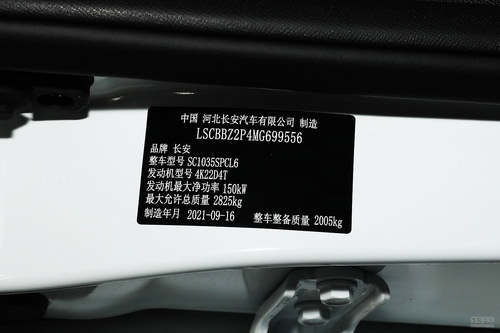 中国 河北长安汽车有限公司 制造
LSCBBZ2P4MG699556
品牌 长安
整车型号 SC1035SPCL6
发动机型号 4K22D4T
发动机最大净功率 150kW
最大允许总质量 2825kg
制造年月 2021-09-16 整车整备质量 2005kg